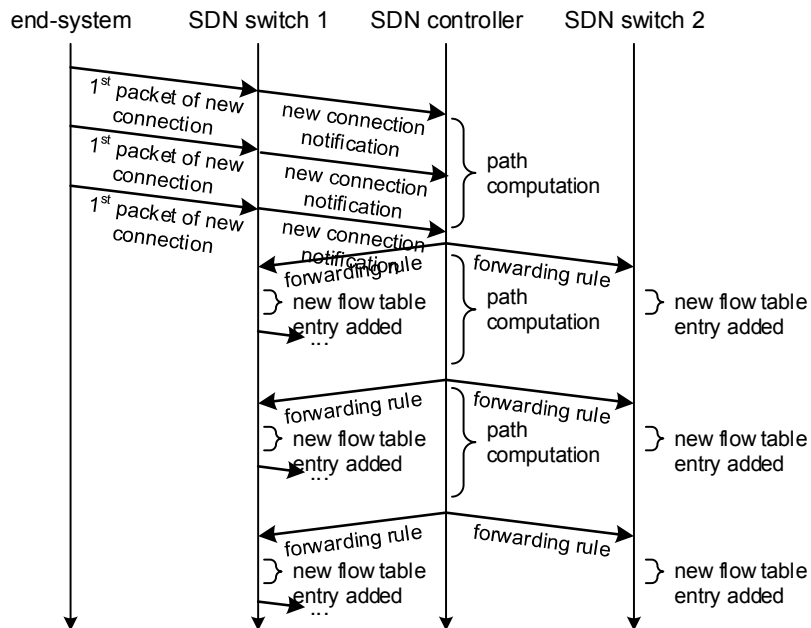 end-system
SDN switch 1
SDN controller
SDN switch 2
1st packet of new
connection
new connection
notification
1st packet of new
connection
new connection
notification
path
computation
1st packet of new
connection
new connection
notification
forwarding rule
forwarding rule
new flow table
entry added
...
path
computation
new flow table
entry added
forwarding rule
forwarding rule
new flow table
entry added
...
path
computation
new flow table
entry added
forwarding rule
forwarding rule
new flow table
entry added
...
new flow table
entry added